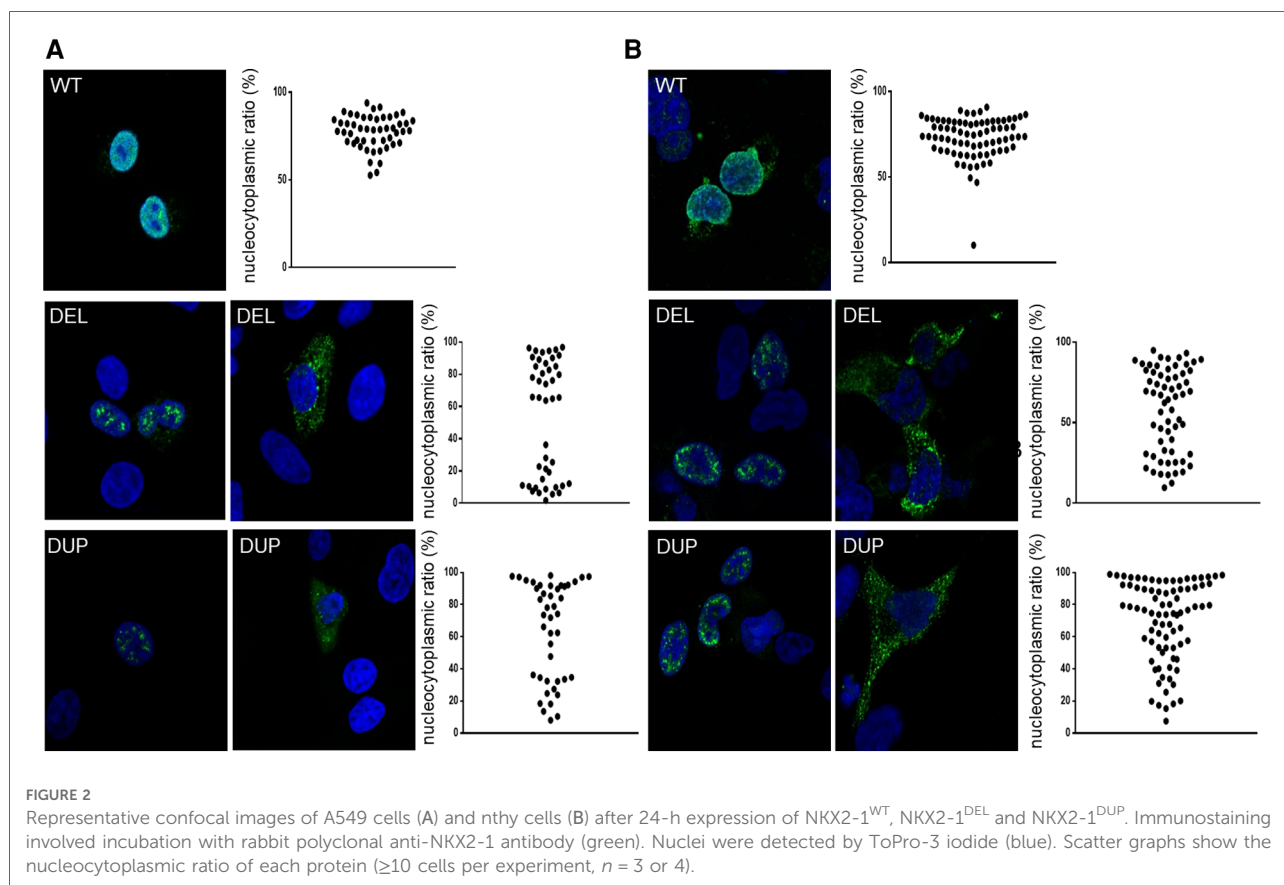 A
WT
nucleocytoplasmic ratio (%)
100
50
0
DEL
DEL
nucleocytoplasmic ratio (%)
100
80
60
40
20
0
DUP
DUP
nucleocytoplasmic ratio (%)
100
80
60
40
20
0
B
WT
nucleocytoplasmic ratio (%)
100
50
0
DEL
DEL
nucleocytoplasmic ratio (%)
100
50
0
DUP
DUP
nucleocytoplasmic ratio (%)
100
80
60
40
20
0
FIGURE 2
Representative confocal images of A549 cells (A) and nthy cells (B) after 24-h expression of NKX2-1WT, NKX2-1DEL and NKX2-1DUP. Immunostaining
involved incubation with rabbit polyclonal anti-NKX2-1 antibody (green). Nuclei were detected by ToPro-3 iodide (blue). Scatter graphs show the
nucleocytoplasmic ratio of each protein (≥10 cells per experiment, n = 3 or 4).